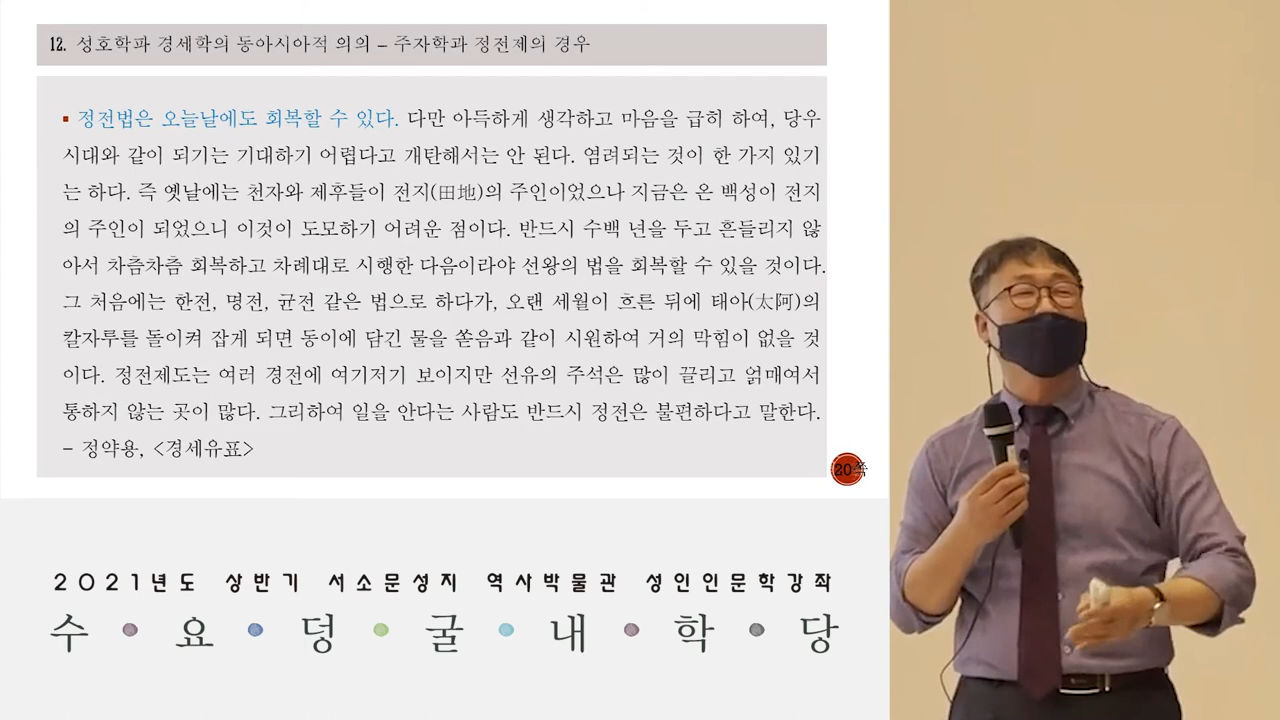 12. 성호학파 경세학의 동아시아적 의의 – 주자학과 정전제의 경우
▪ 정전법은 오늘날에도 회복할 수 있다. 다만 아득하게 생각하고 마음을 급히 하여, 당우
시대와 같이 되기는 기대하기 어렵다고 개탄해서는 안 된다. 염려되는 것이 한 가지 있기
는 하다. 즉 옛날에는 천자와 제후들이 전지(田地)의 주인이었으나 지금은 온 백성이 전지
의 주인이 되었으니 이것이 도모하기 어려운 점이다. 반드시 수백 년을 두고 흔들리지 않
아서 차츰차츰 회복하고 차례대로 시행한 다음이라야 선왕의 법을 회복할 수 있을 것이다.
그 처음에는 한전, 명전, 균전 같은 법으로 하다가, 오랜 세월이 흐른 뒤에 태아(太阿)의
칼자루를 돌이켜 잡게 되면 동이에 담긴 물을 쏟음과 같이 시원하여 거의 막힘이 없을 것
이다. 정전제도는 여러 경전에 여기저기 보이지만 선유의 주석은 많이 끌리고 얽매여서
통하지 않는 곳이 많다. 그리하여 일을 안다는 사람도 반드시 정전은 불편하다고 말한다.
– 정약용, <경세유표>
20쪽
2021년도 상반기 서소문성지 역사박물관 성인인문학강좌
수•요•덩•굴•내•학•당